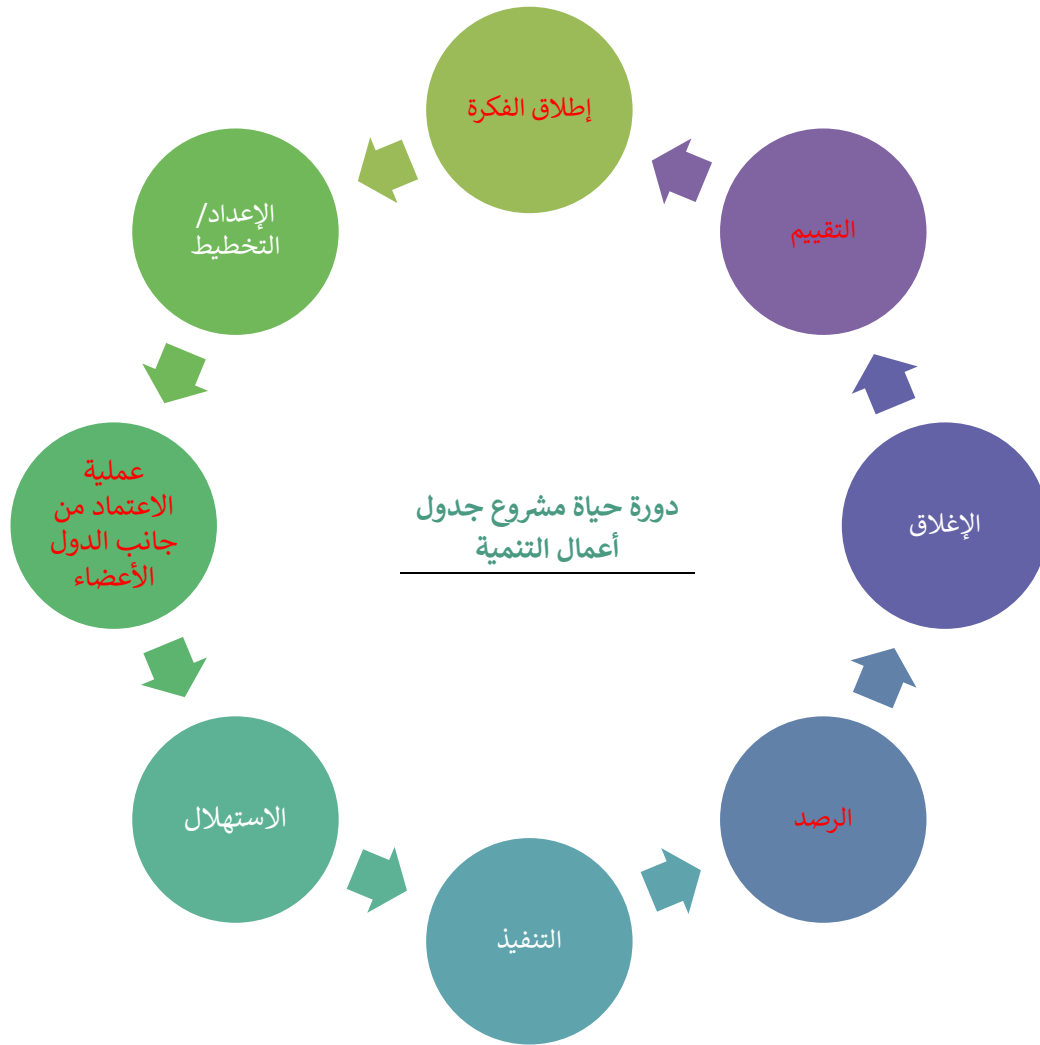 إطلاق الفكرة
الإعداد/
التخطيط
عملية
الاعتماد من
جانب الدول
الأعضاء
الاستهلال
التنفيذ
الرصد
الإغلاق
التقييم
دورة حياة مشروع جدول
أعمال التنمية